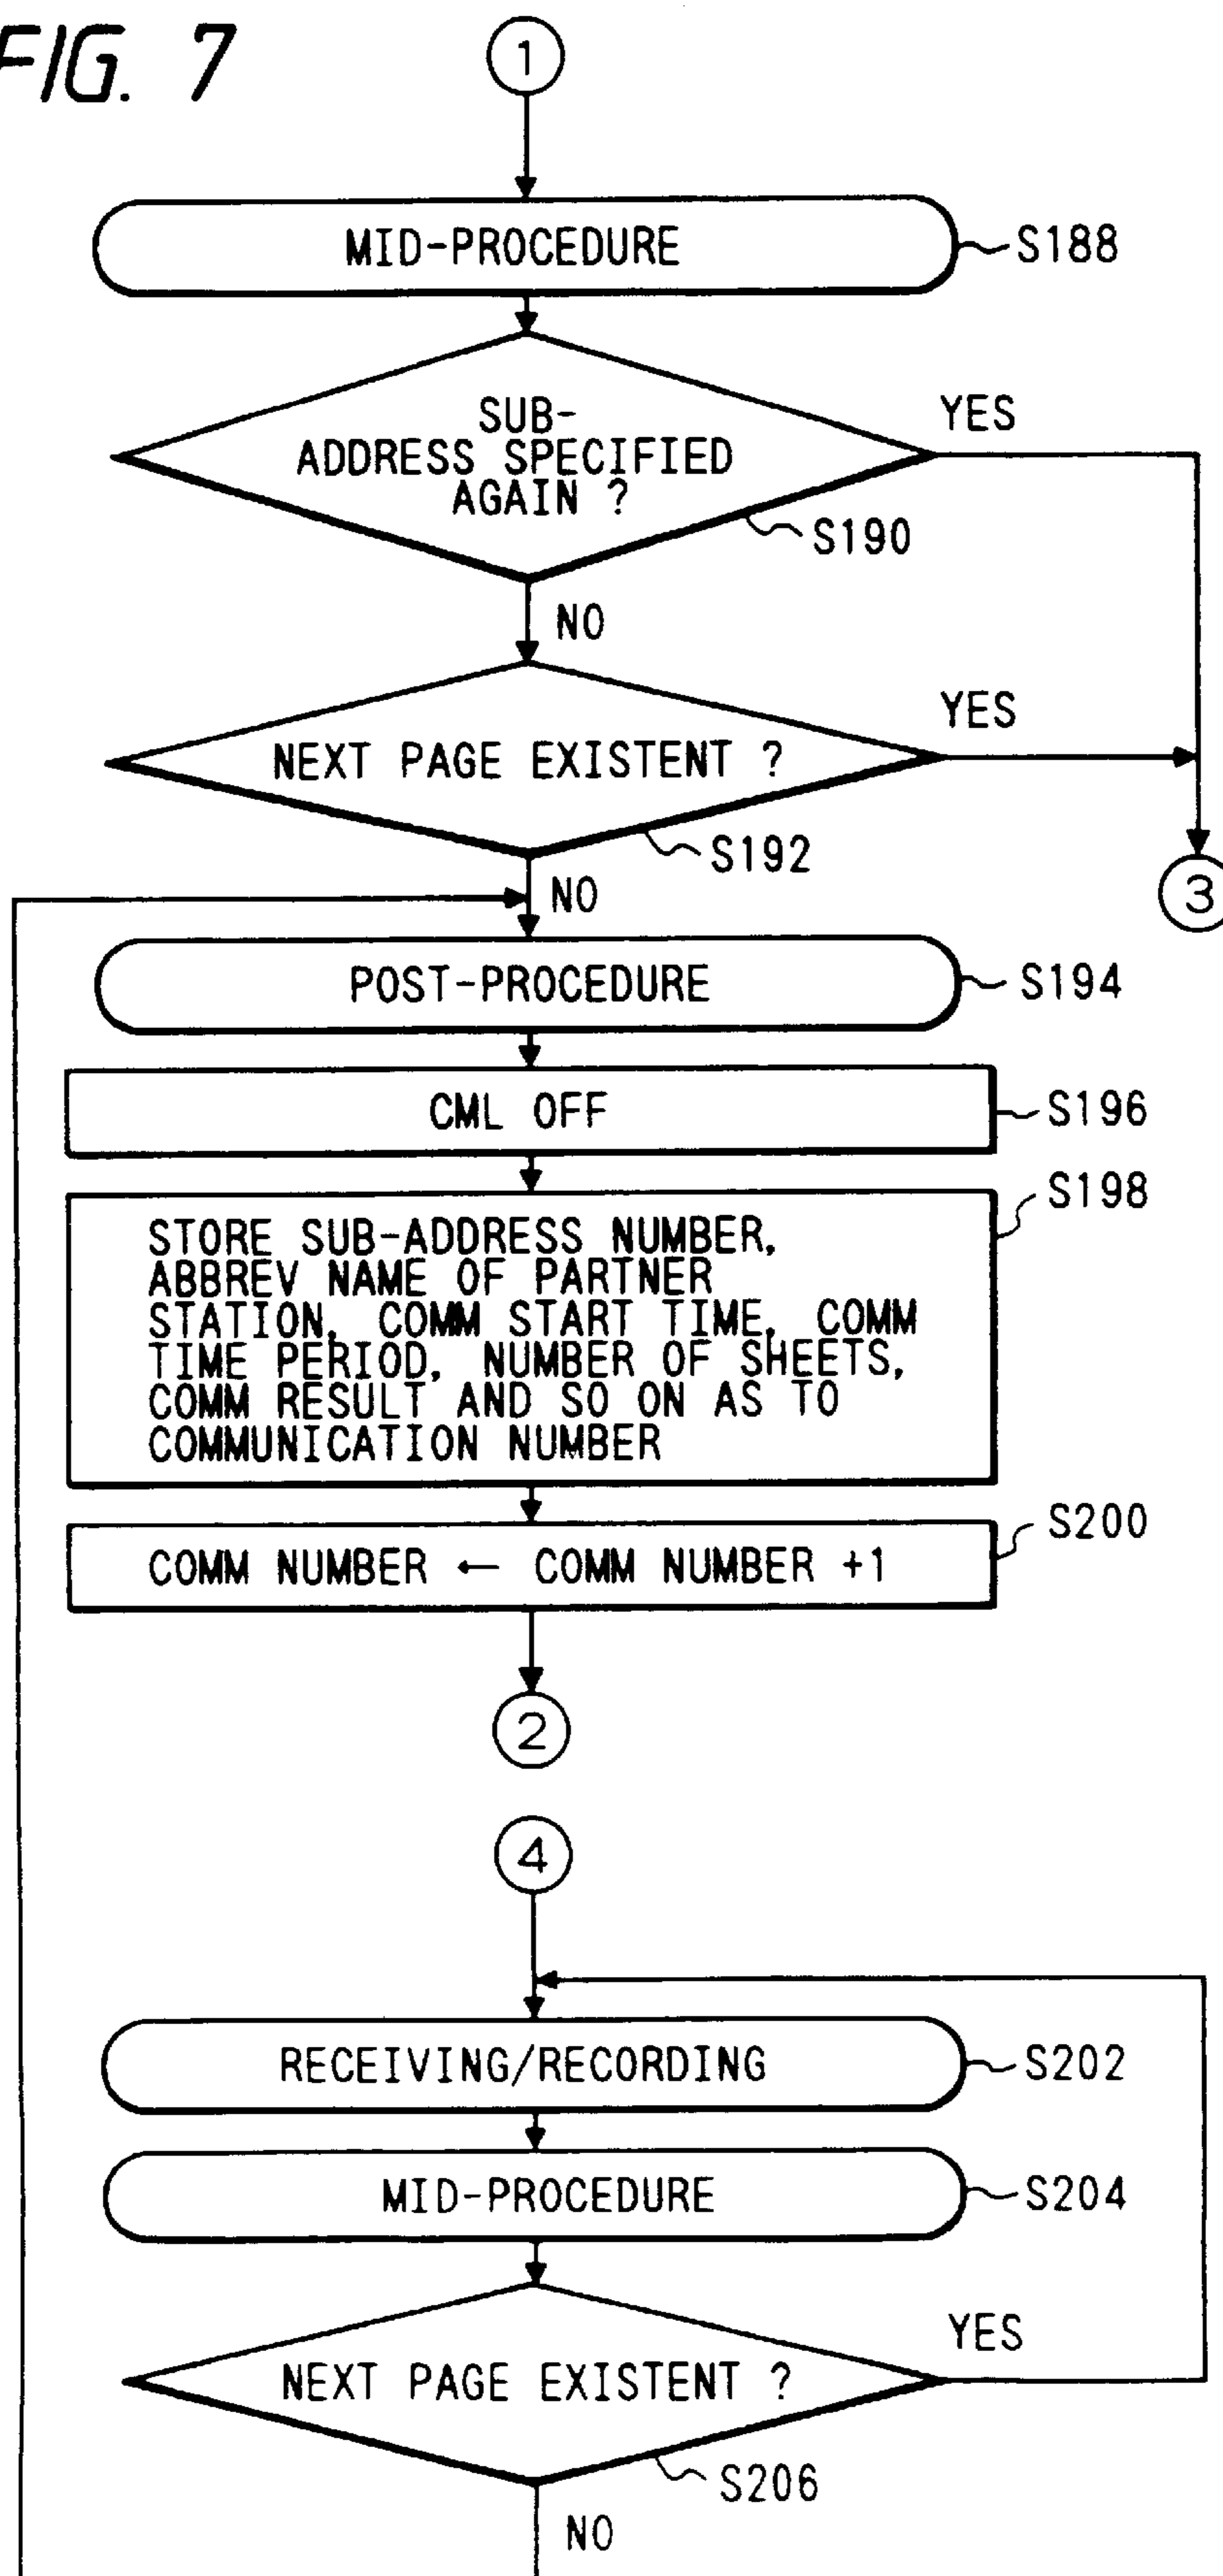 FIG. 7
1
MID-PROCEDURE
S188
SUB-
ADDRESS SPECIFIED
AGAIN ?
YES
S190
NO
NEXT PAGE EXISTENT ?
YES
S192
3
NO
POST-PROCEDURE
S194
CML OFF
S196
STORE SUB-ADDRESS NUMBER,
ABBREV NAME OF PARTNER
STATION, COMM START TIME, COMM
TIME PERIOD, NUMBER OF SHEETS,
COMM RESULT AND SO ON AS TO
COMMUNICATION NUMBER
S198
COMM NUMBER ← COMM NUMBER +1
S200
2
4
RECEIVING/RECORDING
S202
MID-PROCEDURE
S204
NEXT PAGE EXISTENT ?
YES
S206
NO